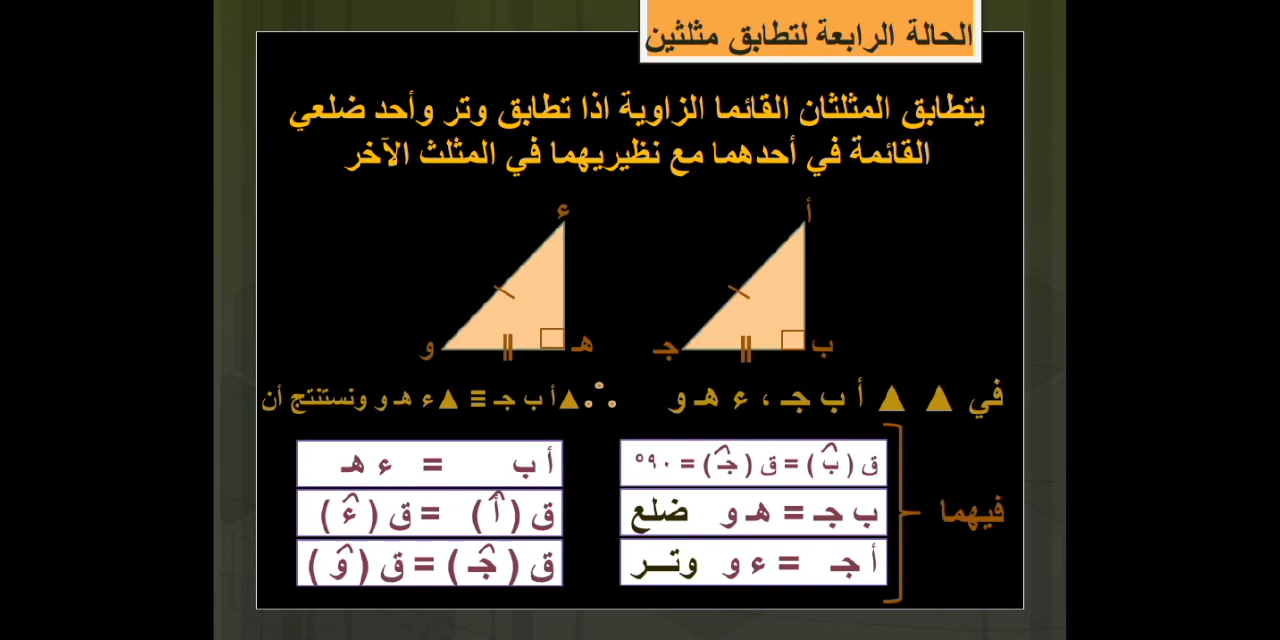 الحالة الرابعة لتطابق مثلثين
يتطابق المثلثان القائما الزاوية اذا تطابق وتر وأحد ضلعي
القائمة في أحدهما مع نظيريهما في المثلث الآخر
أ
ب
جـ
ء
هـ
و
في ▲ ▲ أ ب جـ ، ء هـ و
∴ ▲ أ ب جـ ≡ ▲ ء هـ و ونستنتج أن
فيهما
ق ( ب̂ ) = ق ( جـ̂ ) = ٩٠°
ب جـ = هـ و ضلع
أ جـ = ء و وتـــر
أ ب = ء هـ
ق ( أ̂ ) = ق ( ء̂ )
ق ( جـ̂ ) = ق ( و̂ )